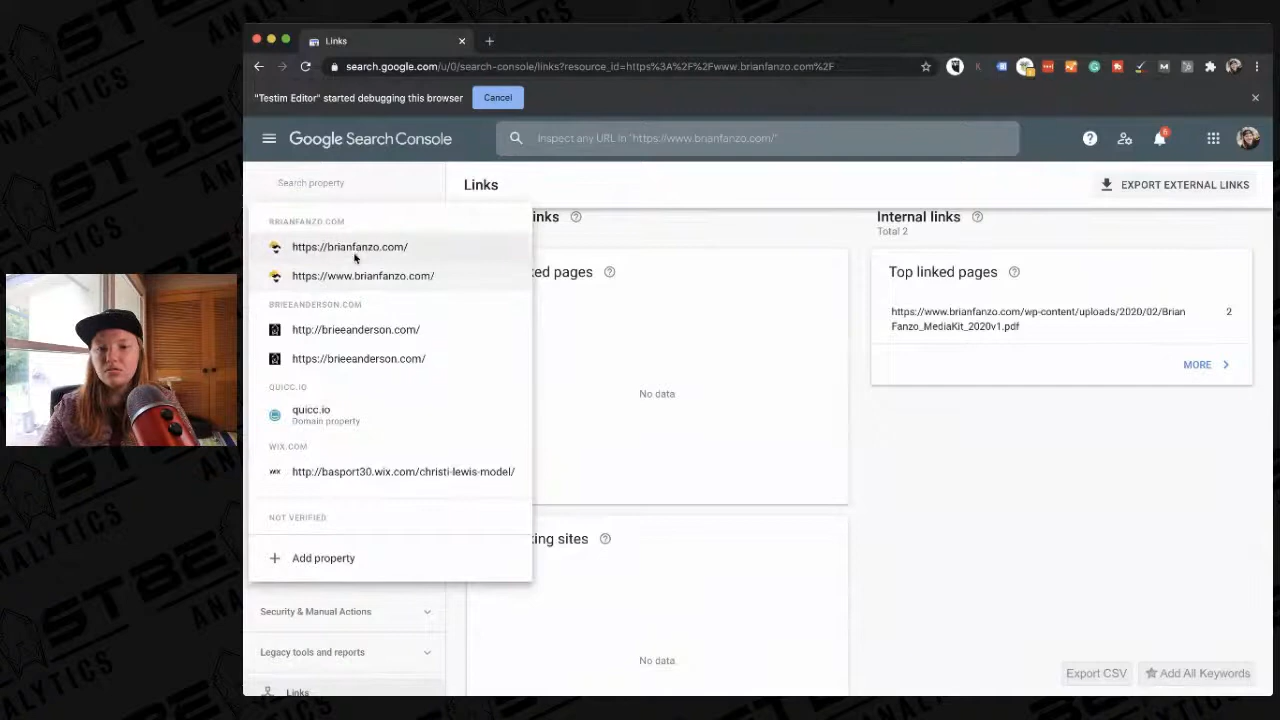 Links
search.google.com/u/0/search-console/links?resource_id=https%3A%2F%2Fwww.brianfanzo.com%2F
"Testim Editor" started debugging this browser
Cancel
Google Search Console
Inspect any URL in "https://www.brianfanzo.com/"
6
Search property
Links
EXPORT EXTERNAL LINKS
BRIANFANZO.COM
https://brianfanzo.com/
https://www.brianfanzo.com/
BRIEEANDERSON.COM
http://brieeanderson.com/
https://brieeanderson.com/
QUICC.IO
quicc.io
Domain property
WIX.COM
http://basport30.wix.com/christi-lewis-model/
NOT VERIFIED
Add property
Security & Manual Actions
Legacy tools and reports
Links
inks
ked pages
No data
king sites
No data
Internal links
Total 2
Top linked pages
https://www.brianfanzo.com/wp-content/uploads/2020/02/Brian
Fanzo_MediaKit_2020v1.pdf
2
MORE
Export CSV
Add All Keywords
ANALYTICS
ANALYTICS